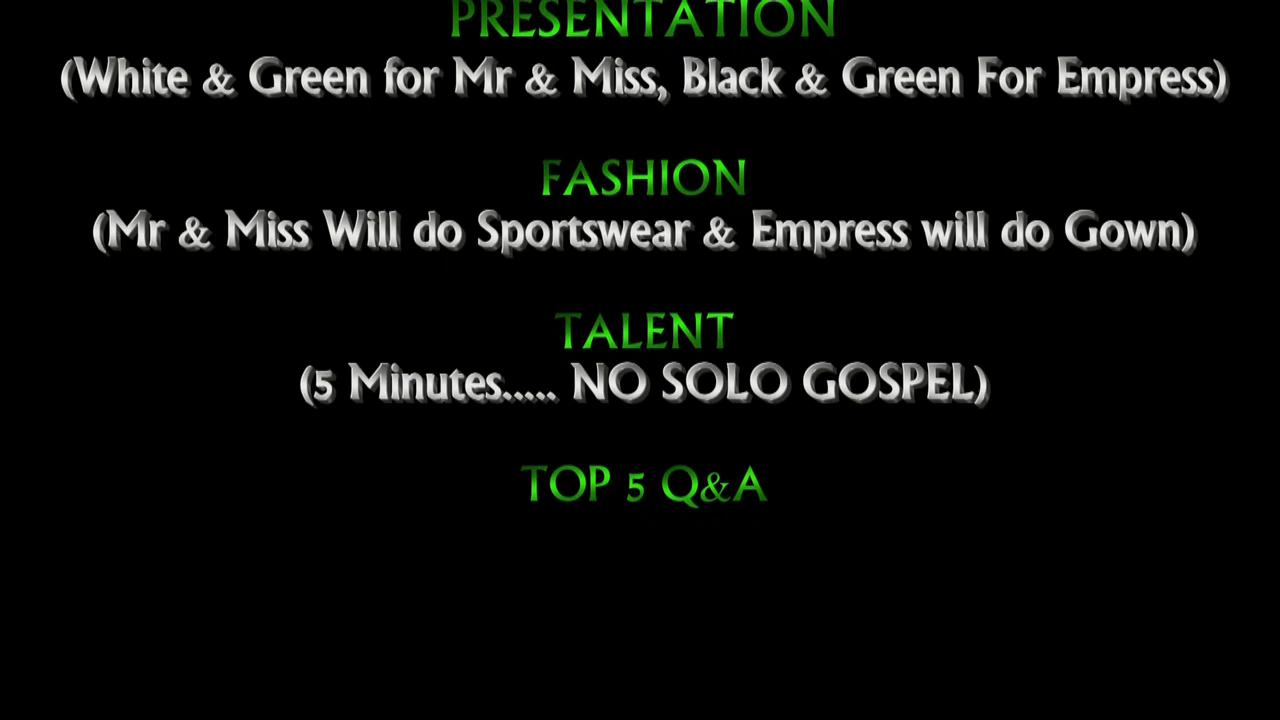 PRESENTATION
(White & Green for Mr & Miss, Black & Green For Empress)
FASHION
(Mr & Miss Will do Sportswear & Empress will do Gown)
TALENT
(5 Minutes..... NO SOLO GOSPEL)
TOP 5 Q&A